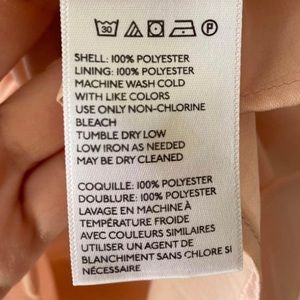 30 P
SHELL: 100% POLYESTER
LINING: 100% POLYESTER
MACHINE WASH COLD
WITH LIKE COLORS
USE ONLY NON-CHLORINE
BLEACH
TUMBLE DRY LOW
LOW IRON AS NEEDED
MAY BE DRY CLEANED
COQUILLE: 100% POLYESTER
DOUBLURE: 100% POLYESTER
LAVAGE EN MACHINE À
TEMPÉRATURE FROIDE
AVEC COULEURS SIMILAIRES
UTILISER UN AGENT DE
BLANCHIMENT SANS CHLORE SI
NÉCESSAIRE